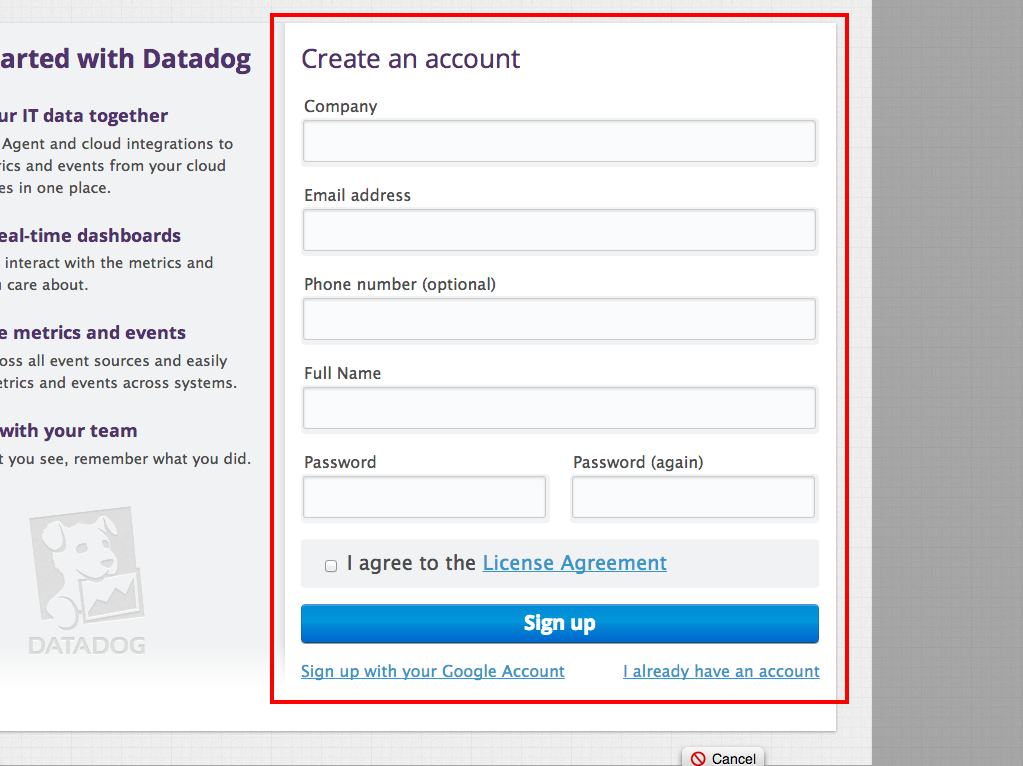 arted with Datadog
ur IT data together
Agent and cloud integrations to
rics and events from your cloud
es in one place.
eal-time dashboards
interact with the metrics and
care about.
e metrics and events
oss all event sources and easily
etrics and events across systems.
with your team
t you see, remember what you did.
DATADOG
Create an account
Company
Email address
Phone number (optional)
Full Name
Password
Password (again)
I agree to the License Agreement
Sign up
Sign up with your Google Account
I already have an account
Cancel